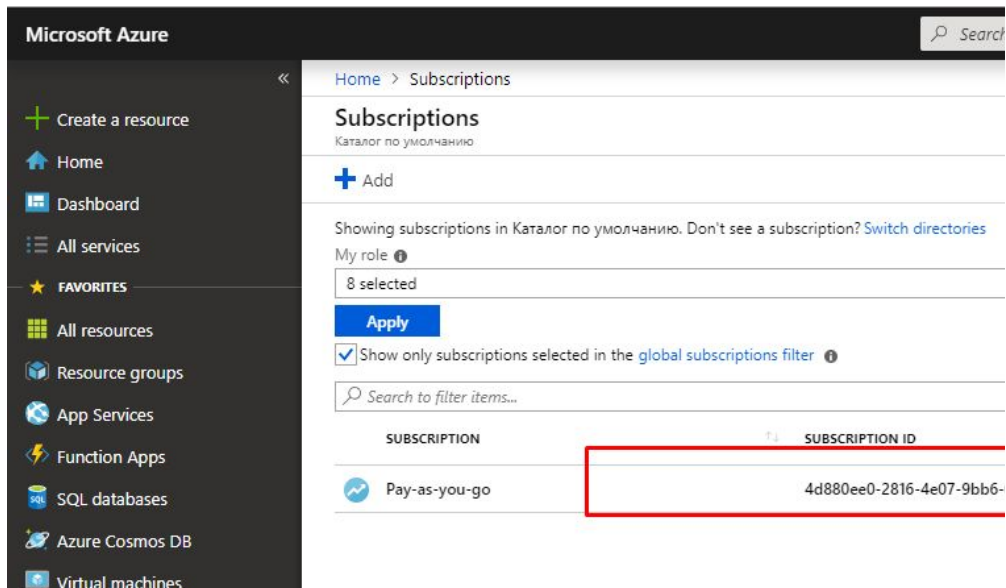 Microsoft Azure
Search
«
Home > Subscriptions
Create a resource
Home
Dashboard
All services
FAVORITES
All resources
Resource groups
App Services
Function Apps
SQL databases
Azure Cosmos DB
Virtual machines
Subscriptions
Каталог по умолчанию
Add
Showing subscriptions in Каталог по умолчанию. Don't see a subscription? Switch directories
My role
8 selected
Apply
Show only subscriptions selected in the global subscriptions filter
Search to filter items...
SUBSCRIPTION SUBSCRIPTION ID
Pay-as-you-go 4d880ee0-2816-4e07-9bb6-